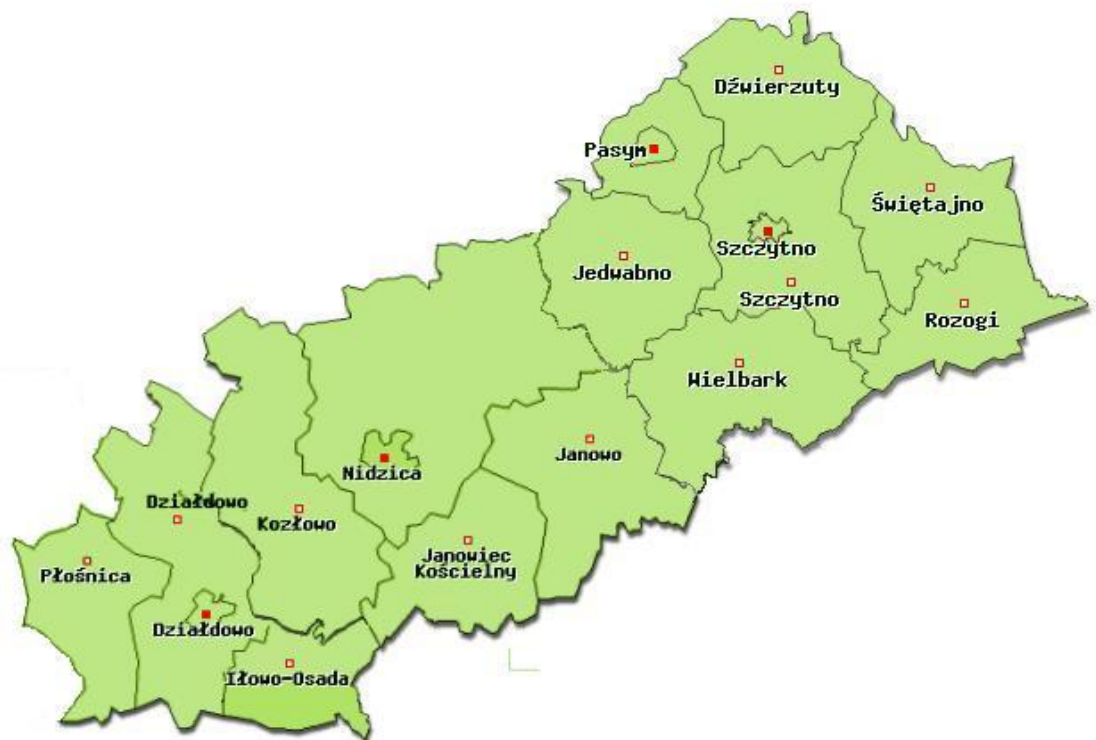 Dźwierzuty
Pasym
Świętajno
Szczytno
Jedwabno
Szczytno
Rozogi
Wielbark
Janowo
Nidzica
Działdowo
Kozłowo
Janowiec
Kościelny
Płośnica
Działdowo
Iłowo-Osada